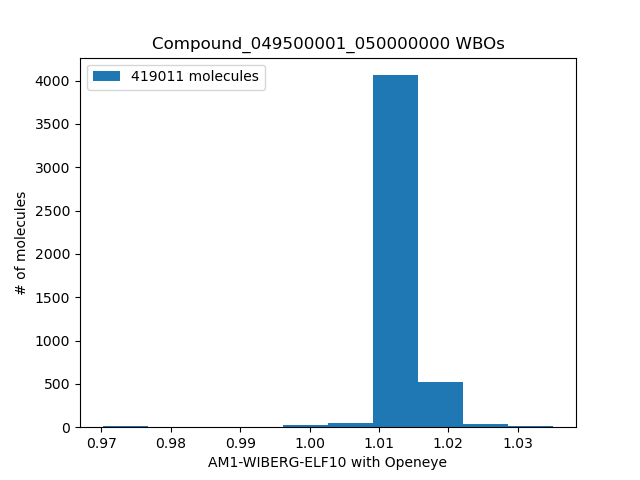 Compound_049500001_050000000 WBOs
419011 molecules
# of molecules
4000
3500
3000
2500
2000
1500
1000
500
0
0.97 0.98 0.99 1.00 1.01 1.02 1.03
AM1-WIBERG-ELF10 with Openeye